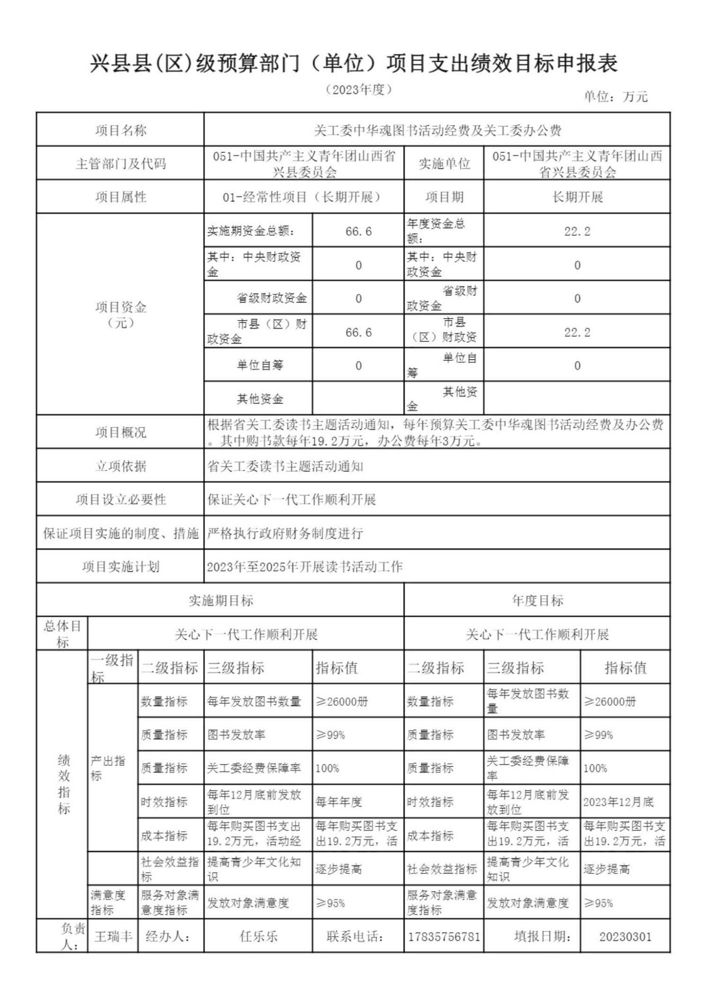 兴县县(区)级预算部门（单位）项目支出绩效目标申报表
（2023年度）
单位：万元
项目名称 关工委中华魂图书活动经费及关工委办公费
主管部门及代码 051-中国共产主义青年团山西省
兴县委员会 实施单位 051-中国共产主义青年团山西
省兴县委员会
项目属性 01-经常性项目（长期开展） 项目期 长期开展
项目资金
（元）
实施期资金总额： 66.6 年度资金总
额： 22.2
其中：中央财政资
金 0 其中：中央财
政资金 0
省级财政资金 0 省级财
政资金 0
市县（区）财
政资金 66.6 市县
（区）财政资 22.2
单位自筹 0 单位自
筹 0
其他资金 其他资
金
项目概况 根据省关工委读书主题活动通知，每年预算关工委中华魂图书活动经费及办公费
。其中购书款每年19.2万元，办公费每年3万元。
立项依据 省关工委读书主题活动通知
项目设立必要性 保证关心下一代工作顺利开展
保证项目实施的制度、措施 严格执行政府财务制度进行
项目实施计划 2023年至2025年开展读书活动工作
实施期目标 年度目标
总体目
标 关心下一代工作顺利开展 关心下一代工作顺利开展
绩
效
指
标
一级指
标 二级指标 三级指标 指标值 二级指标 三级指标 指标值
产出指
标
数量指标 每年发放图书数量 ≥26000册 数量指标 每年发放图书数
量 ≥26000册
质量指标 图书发放率 ≥99% 质量指标 图书发放率 ≥99%
质量指标 关工委经费保障率 100% 质量指标 关工委经费保障
率 100%
时效指标 每年12月底前发放
到位 每年年度 时效指标 每年12月底前发
放到位 2023年12月底
成本指标 每年购买图书支出
19.2万元，活动经 每年购买图书支
出19.2万元，活 成本指标 每年购买图书支
出19.2万元，活 每年购买图书支
出19.2万元，活
社会效益指
标 提高青少年文化知
识 逐步提高 社会效益指标 提高青少年文化
知识 逐步提高
满意度
指标 服务对象满
意度指标 发放对象满意度 ≥95% 服务对象满意
度指标 发放对象满意度 ≥95%
负责
人： 王瑞丰 经办人： 任乐乐 联系电话： 17835756781 填报日期： 20230301